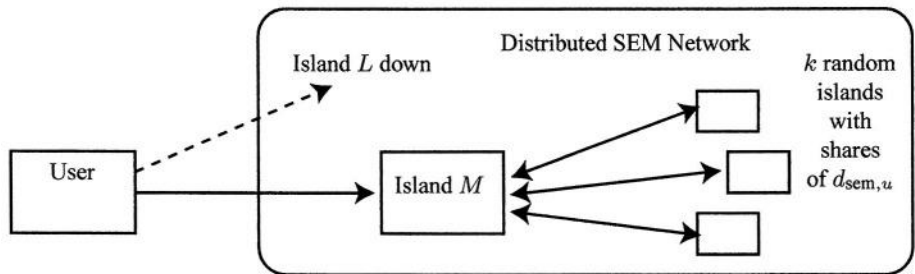 Distributed SEM Network
Island L down
k random
islands
with
shares
of d_sem,u
User
Island M